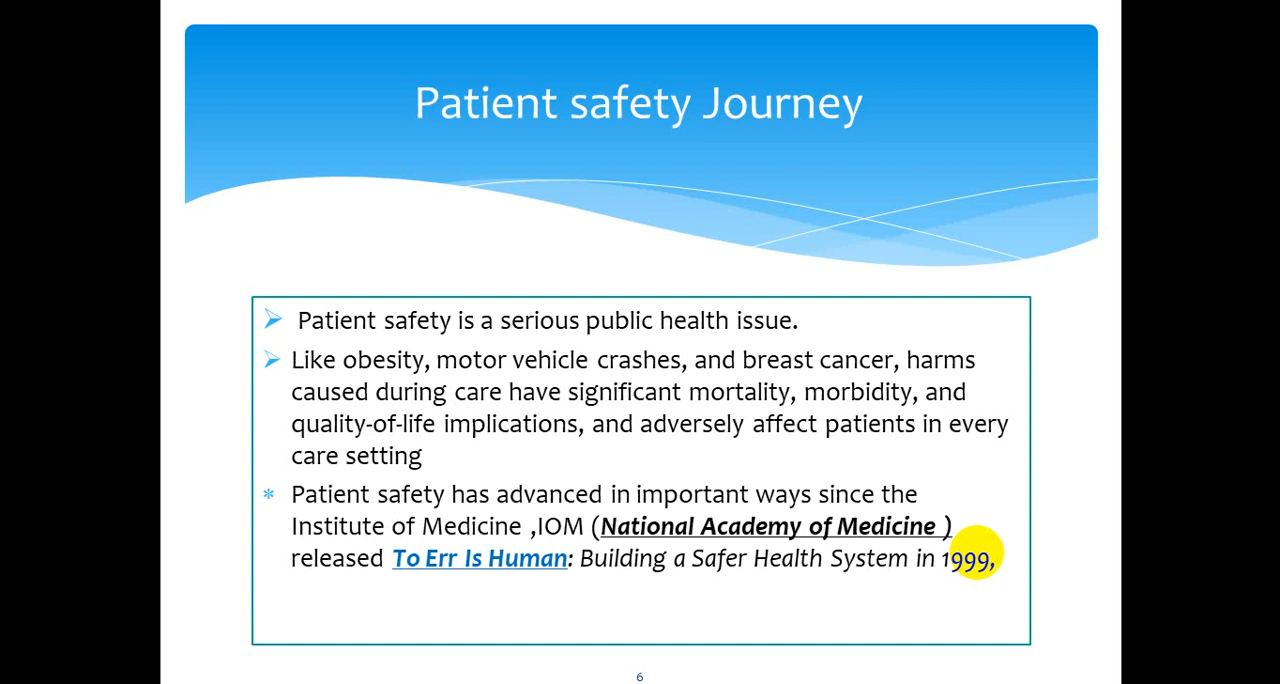 Patient safety Journey
Patient safety is a serious public health issue.
Like obesity, motor vehicle crashes, and breast cancer, harms
caused during care have significant mortality, morbidity, and
quality-of-life implications, and adversely affect patients in every
care setting
* Patient safety has advanced in important ways since the
Institute of Medicine ,IOM (National Academy of Medicine )
released To Err Is Human: Building a Safer Health System in 1999,
6